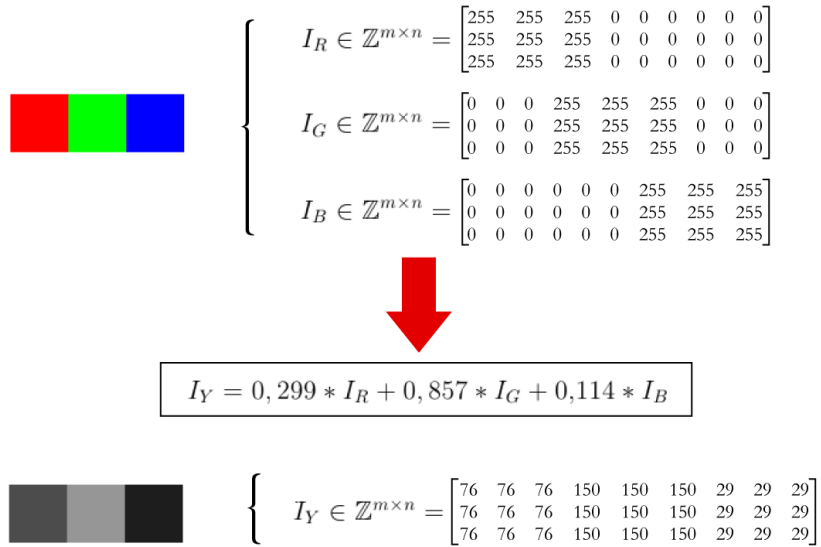 I_R ∈ ℤ^{m×n} = [255 255 255 0 0 0 0 0 0
255 255 255 0 0 0 0 0 0
255 255 255 0 0 0 0 0 0]
I_G ∈ ℤ^{m×n} = [0 0 0 255 255 255 0 0 0
0 0 0 255 255 255 0 0 0
0 0 0 255 255 255 0 0 0]
I_B ∈ ℤ^{m×n} = [0 0 0 0 0 0 255 255 255
0 0 0 0 0 0 255 255 255
0 0 0 0 0 0 255 255 255]
I_Y = 0, 299 * I_R + 0, 857 * I_G + 0,114 * I_B
I_Y ∈ ℤ^{m×n} = [76 76 76 150 150 150 29 29 29
76 76 76 150 150 150 29 29 29
76 76 76 150 150 150 29 29 29]